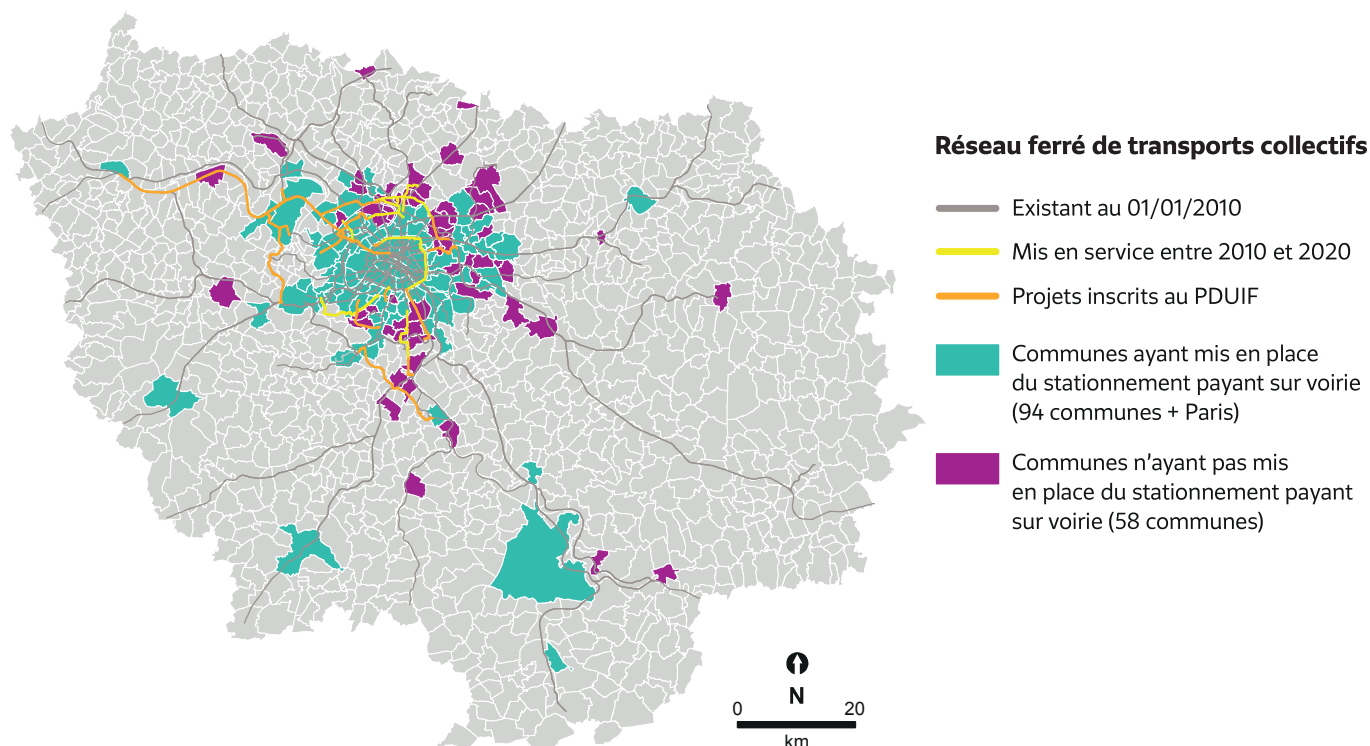 Réseau ferré de transports collectifs
Existant au 01/01/2010
Mis en service entre 2010 et 2020
Projets inscrits au PDUIF
Communes ayant mis en place
du stationnement payant sur voirie
(94 communes + Paris)
Communes n'ayant pas mis
en place du stationnement payant
sur voirie (58 communes)
N
0 20
km